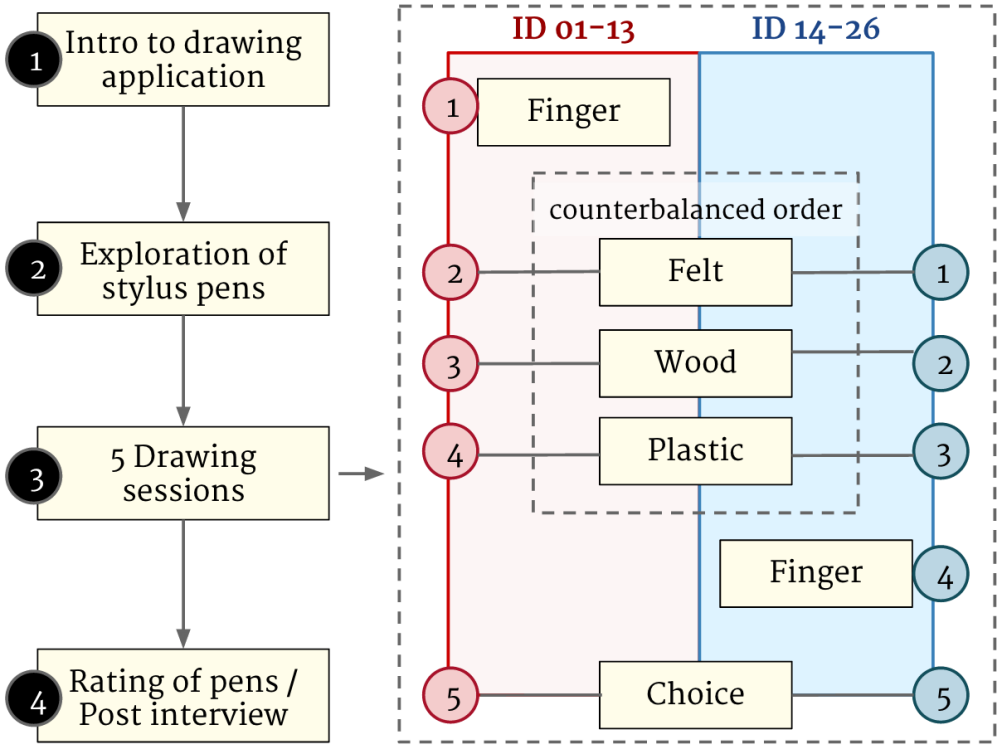 1
Intro to drawing
application
2
Exploration of
stylus pens
3
5 Drawing
sessions
4
Rating of pens /
Post interview
ID 01-13
ID 14-26
1
Finger
counterbalanced order
2
Felt
1
3
Wood
2
4
Plastic
3
Finger
4
5
Choice
5